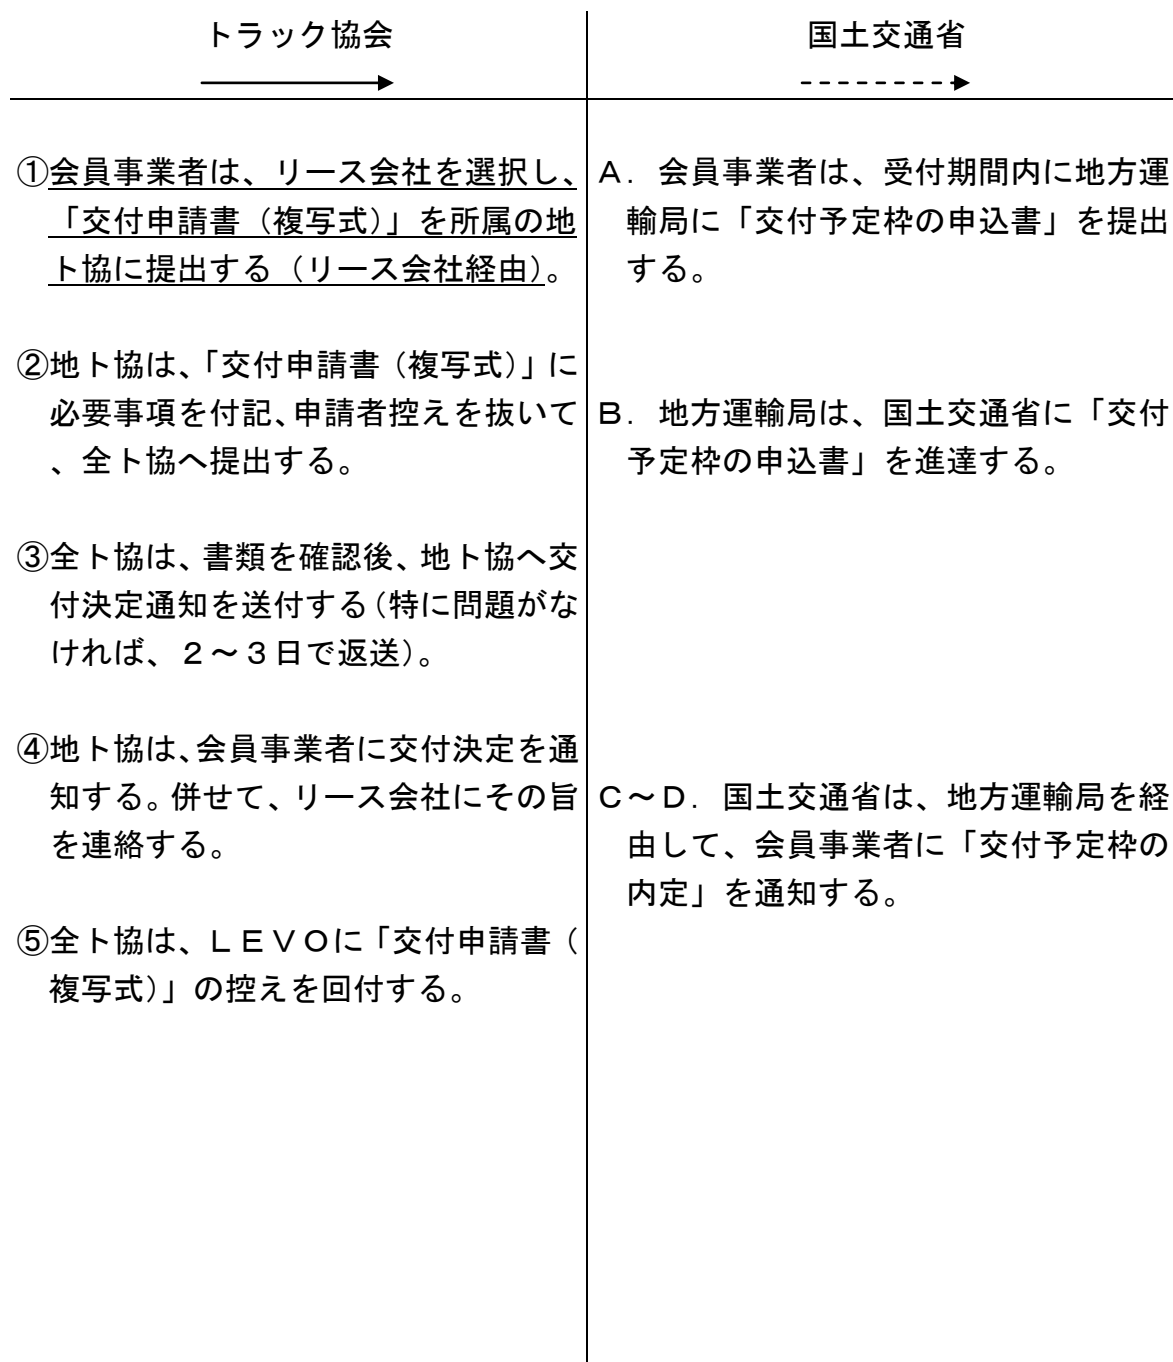 トラック協会
①会員事業者は、リース会社を選択し、
「交付申請書（複写式）」を所属の地
ト協に提出する（リース会社経由）。
②地ト協は、「交付申請書（複写式）」に
必要事項を付記、申請者控えを抜いて
、全ト協へ提出する。
③全ト協は、書類を確認後、地ト協へ交
付決定通知を送付する（特に問題がな
ければ、２～３日で返送）。
④地ト協は、会員事業者に交付決定を通
知する。併せて、リース会社にその旨
を連絡する。
⑤全ト協は、ＬＥＶＯに「交付申請書（
複写式）」の控えを回付する。
国土交通省
Ａ．会員事業者は、受付期間内に地方運
輸局に「交付予定枠の申込書」を提出
する。
Ｂ．地方運輸局は、国土交通省に「交付
予定枠の申込書」を進達する。
Ｃ～Ｄ．国土交通省は、地方運輸局を経
由して、会員事業者に「交付予定枠の
内定」を通知する。